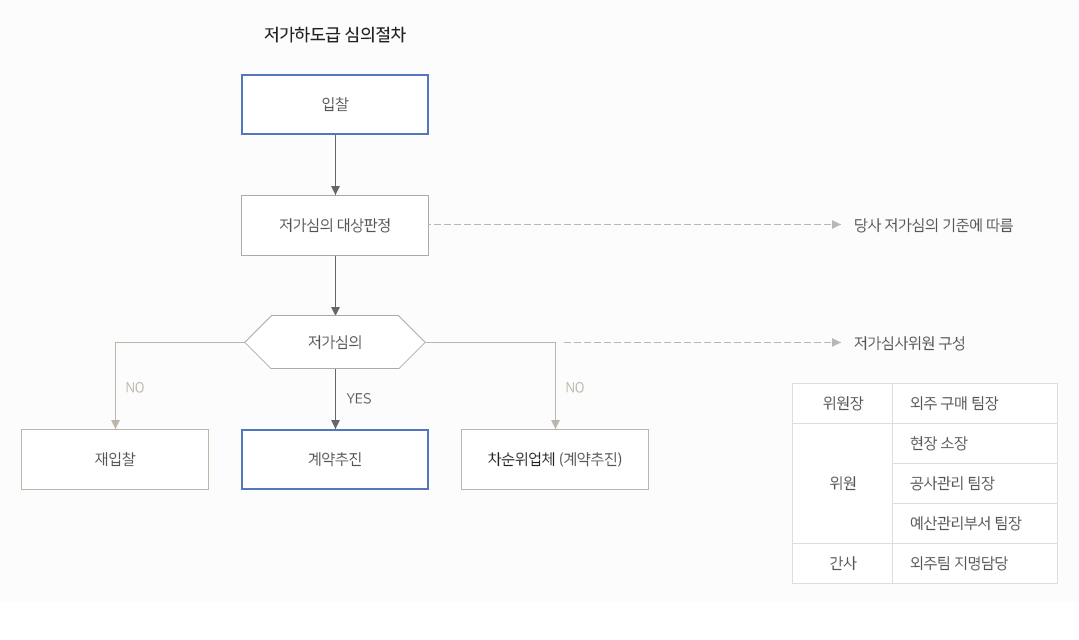 저가하도급 심의절차
입찰
저가심의 대상판정
당사 저가심의 기준에 따름
저가심의
저가심사위원 구성
NO
YES
NO
재입찰
계약추진
차순위업체 (계약추진)
위원장
외주 구매 팀장
위원
현장 소장
공사관리 팀장
예산관리부서 팀장
간사
외주팀 지명담당